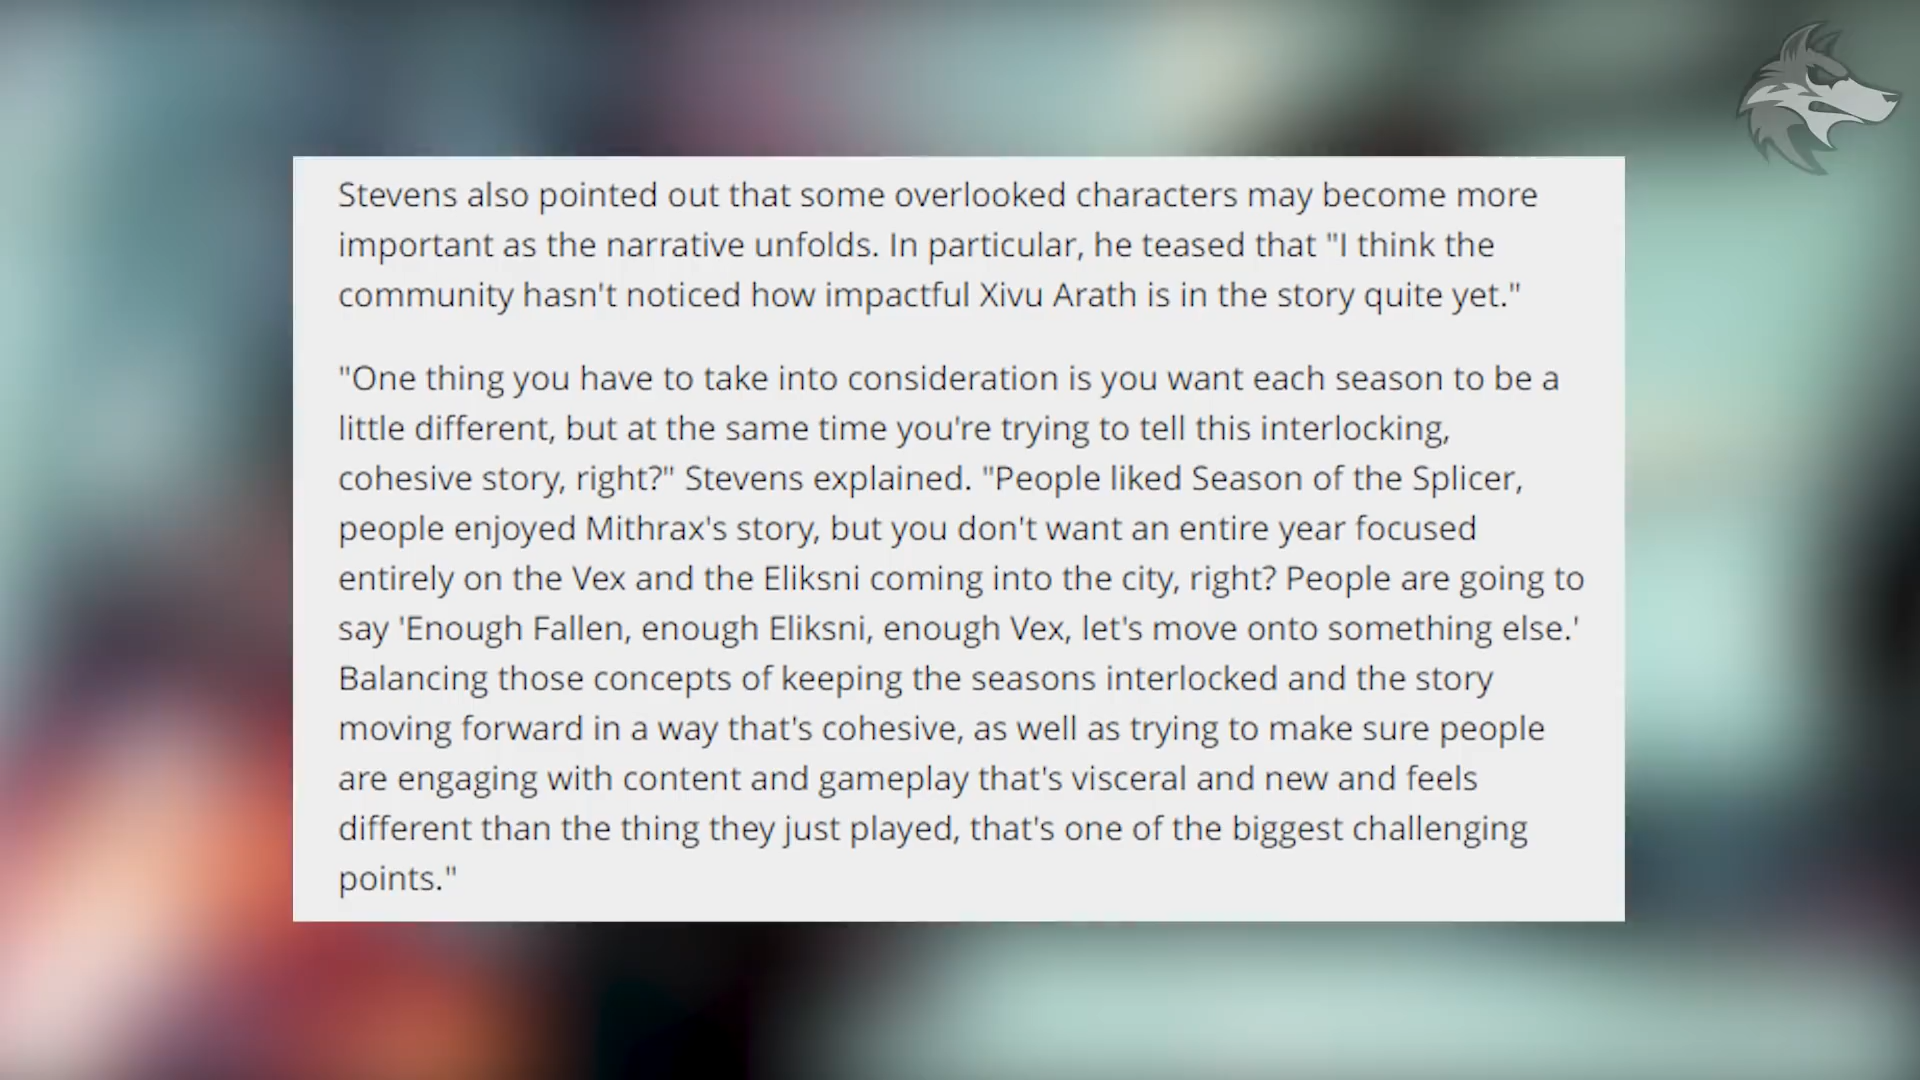 Stevens also pointed out that some overlooked characters may become more
important as the narrative unfolds. In particular, he teased that "I think the
community hasn't noticed how impactful Xivu Arath is in the story quite yet."
"One thing you have to take into consideration is you want each season to be a
little different, but at the same time you're trying to tell this interlocking,
cohesive story, right?" Stevens explained. "People liked Season of the Splicer,
people enjoyed Mithrax's story, but you don't want an entire year focused
entirely on the Vex and the Eliksni coming into the city, right? People are going to
say 'Enough Fallen, enough Eliksni, enough Vex, let's move onto something else.'
Balancing those concepts of keeping the seasons interlocked and the story
moving forward in a way that's cohesive, as well as trying to make sure people
are engaging with content and gameplay that's visceral and new and feels
different than the thing they just played, that's one of the biggest challenging
points."